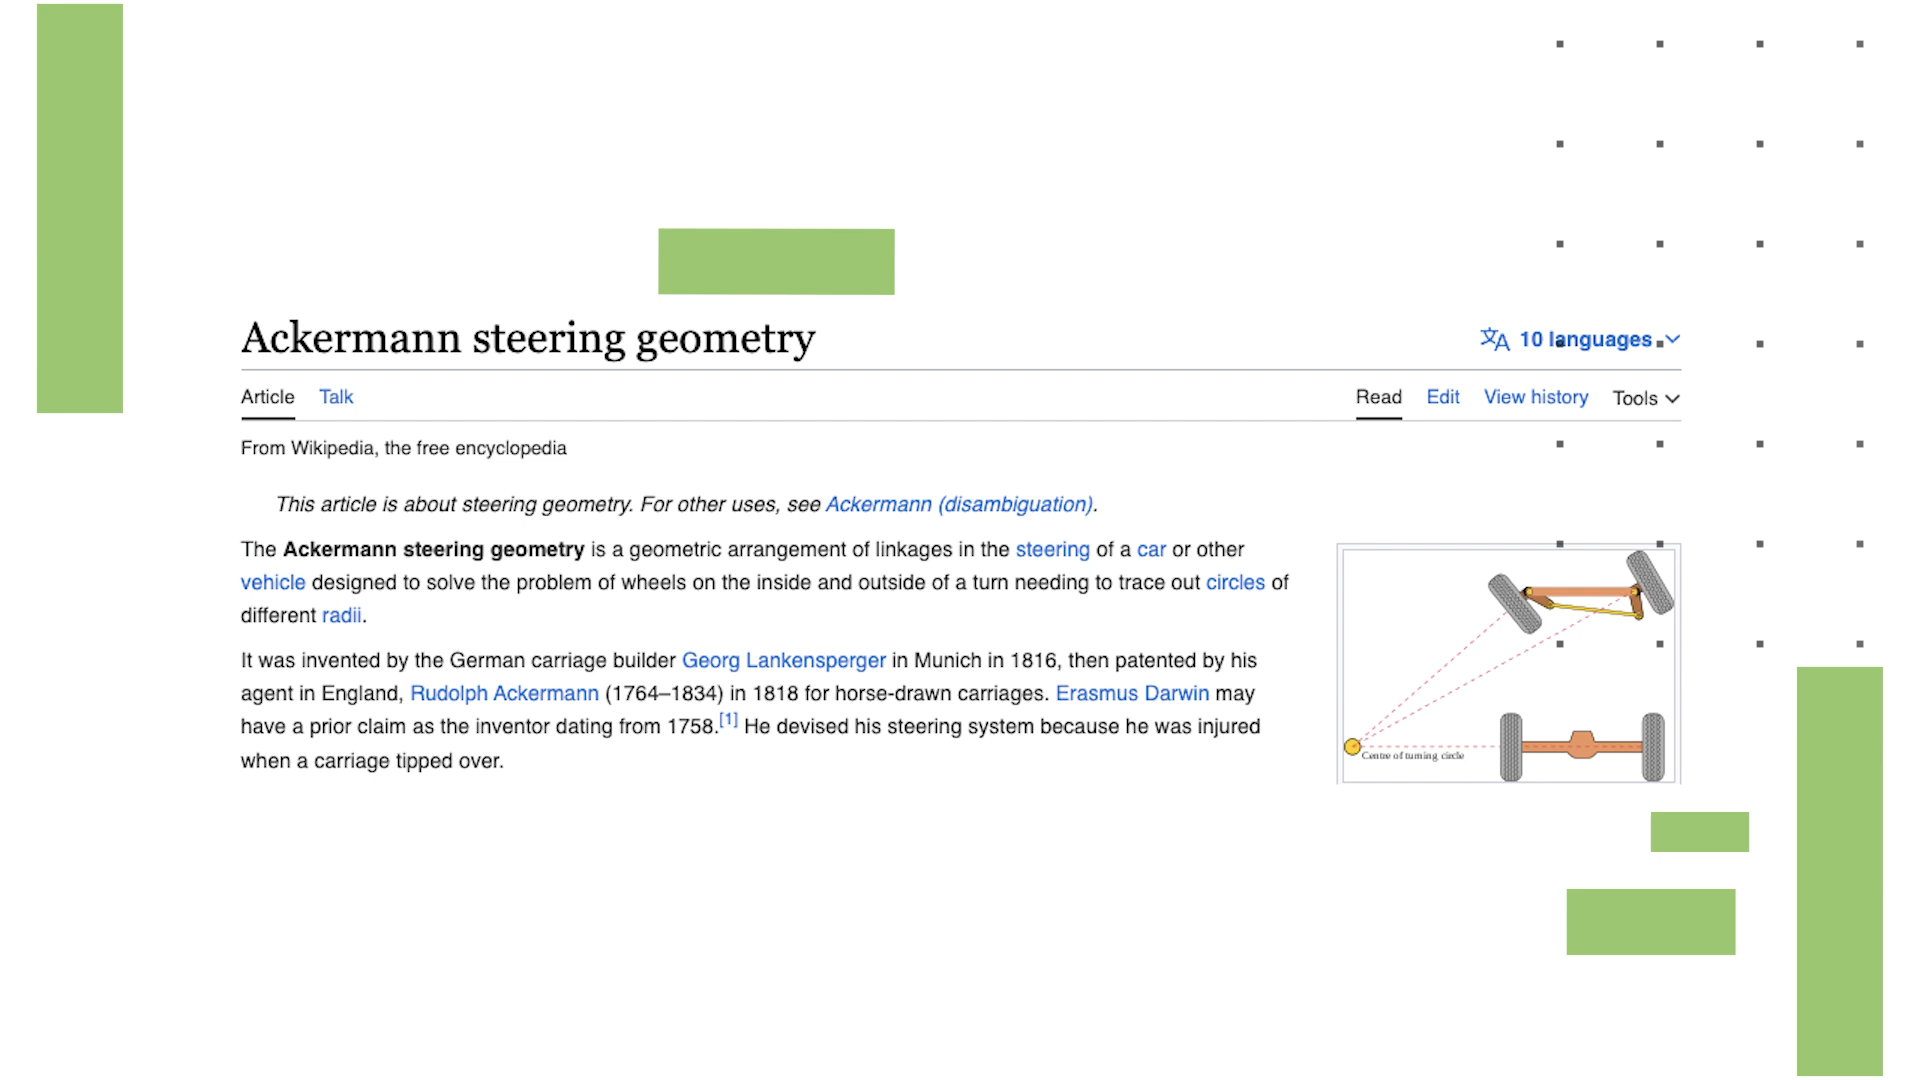 Ackermann steering geometry
10 languages
Article Talk Read Edit View history Tools
From Wikipedia, the free encyclopedia
This article is about steering geometry. For other uses, see Ackermann (disambiguation).
The Ackermann steering geometry is a geometric arrangement of linkages in the steering of a car or other
vehicle designed to solve the problem of wheels on the inside and outside of a turn needing to trace out circles of
different radii.
It was invented by the German carriage builder Georg Lankensperger in Munich in 1816, then patented by his
agent in England, Rudolph Ackermann (1764–1834) in 1818 for horse-drawn carriages. Erasmus Darwin may
have a prior claim as the inventor dating from 1758.[1] He devised his steering system because he was injured
when a carriage tipped over.
Centre of turning circle